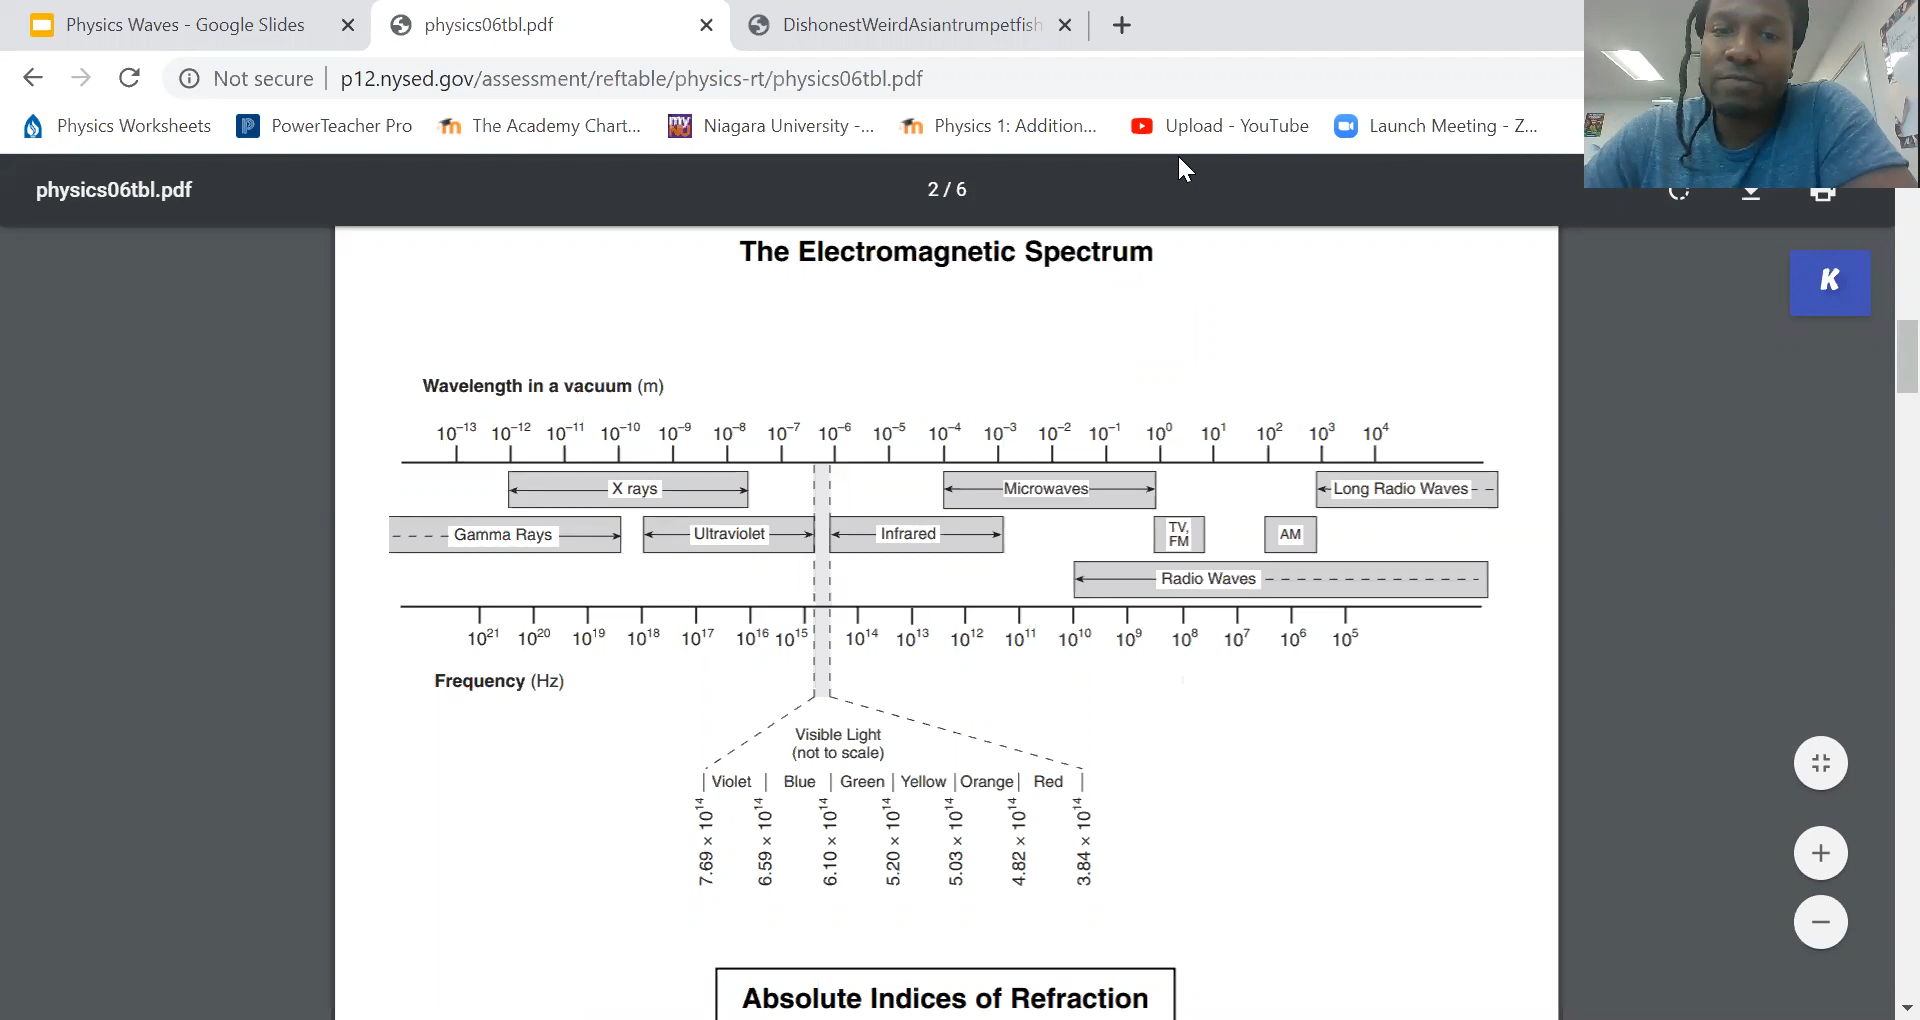 Physics Waves - Google Slides
physics06tbl.pdf
DishonestWeirdAsiantrumpetfish
Not secure | p12.nysed.gov/assessment/reftable/physics-rt/physics06tbl.pdf
Physics Worksheets
PowerTeacher Pro
The Academy Chart...
Niagara University -...
Physics 1: Addition...
Upload - YouTube
Launch Meeting - Z...
physics06tbl.pdf
2 / 6
The Electromagnetic Spectrum
K
Wavelength in a vacuum (m)
10⁻¹³ 10⁻¹² 10⁻¹¹ 10⁻¹⁰ 10⁻⁹ 10⁻⁸ 10⁻⁷ 10⁻⁶ 10⁻⁵ 10⁻⁴ 10⁻³ 10⁻² 10⁻¹ 10⁰ 10¹ 10² 10³ 10⁴
X rays Microwaves Long Radio Waves
Gamma Rays Ultraviolet Infrared TV, FM AM
Radio Waves
10²¹ 10²⁰ 10¹⁹ 10¹⁸ 10¹⁷ 10¹⁶ 10¹⁵ 10¹⁴ 10¹³ 10¹² 10¹¹ 10¹⁰ 10⁹ 10⁸ 10⁷ 10⁶ 10⁵
Frequency (Hz)
Visible Light
(not to scale)
Violet Blue Green Yellow Orange Red
7.69 × 10¹⁴ 6.59 × 10¹⁴ 6.10 × 10¹⁴ 5.20 × 10¹⁴ 5.03 × 10¹⁴ 4.82 × 10¹⁴ 3.84 × 10¹⁴
Absolute Indices of Refraction